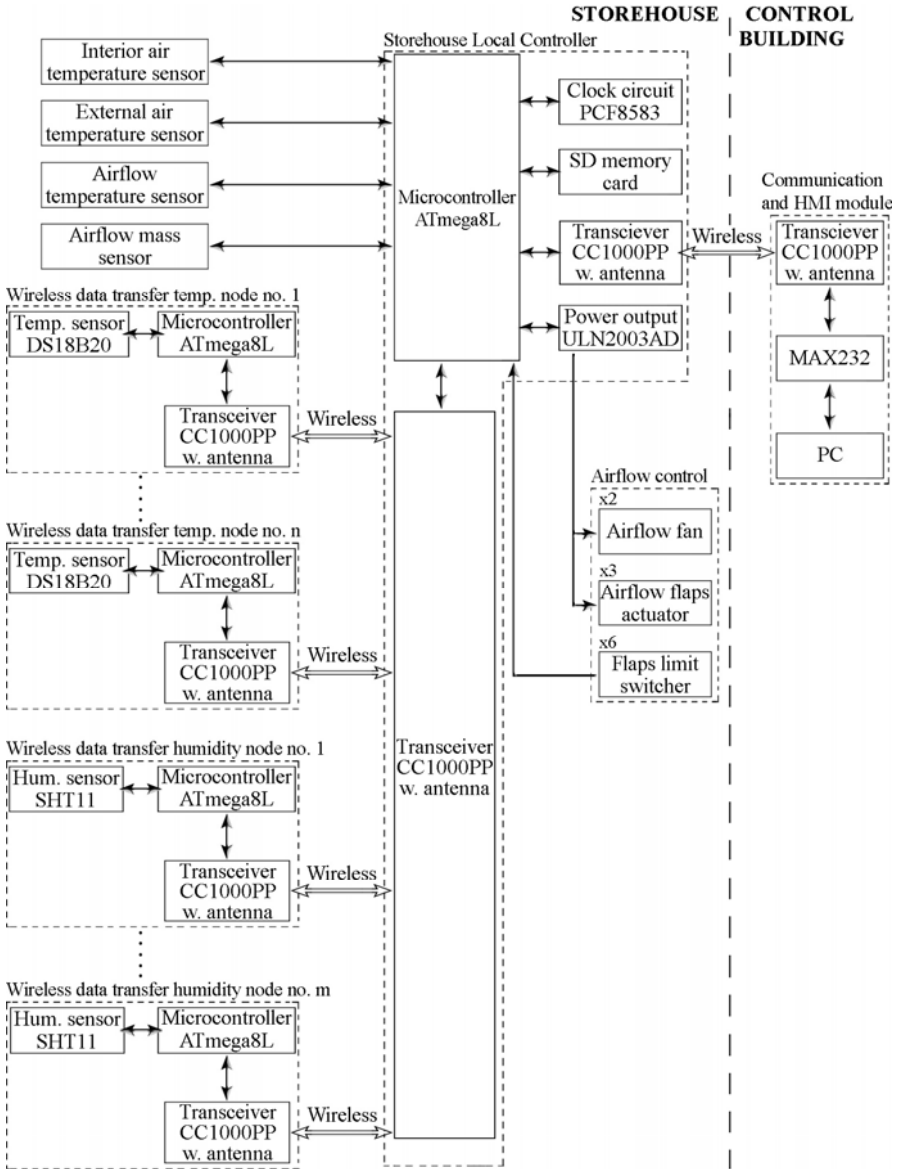 STOREHOUSE
CONTROL
BUILDING
Storehouse Local Controller
Interior air
temperature sensor
External air
temperature sensor
Airflow
temperature sensor
Airflow mass
sensor
Microcontroller
ATmega8L
Clock circuit
PCF8583
SD memory
card
Transciever
CC1000PP
w. antenna
Power output
ULN2003AD
Wireless
Communication
and HMI module
Transciever
CC1000PP
w. antenna
MAX232
PC
Wireless data transfer temp. node no. 1
Temp. sensor
DS18B20
Microcontroller
ATmega8L
Transceiver
CC1000PP
w. antenna
Wireless
Wireless data transfer temp. node no. n
Temp. sensor
DS18B20
Microcontroller
ATmega8L
Transceiver
CC1000PP
w. antenna
Wireless
Wireless data transfer humidity node no. 1
Hum. sensor
SHT11
Microcontroller
ATmega8L
Transceiver
CC1000PP
w. antenna
Wireless
Wireless data transfer humidity node no. m
Hum. sensor
SHT11
Microcontroller
ATmega8L
Transceiver
CC1000PP
w. antenna
Wireless
Transceiver
CC1000PP
w. antenna
Airflow control
x2
Airflow fan
x3
Airflow flaps
actuator
x6
Flaps limit
switcher